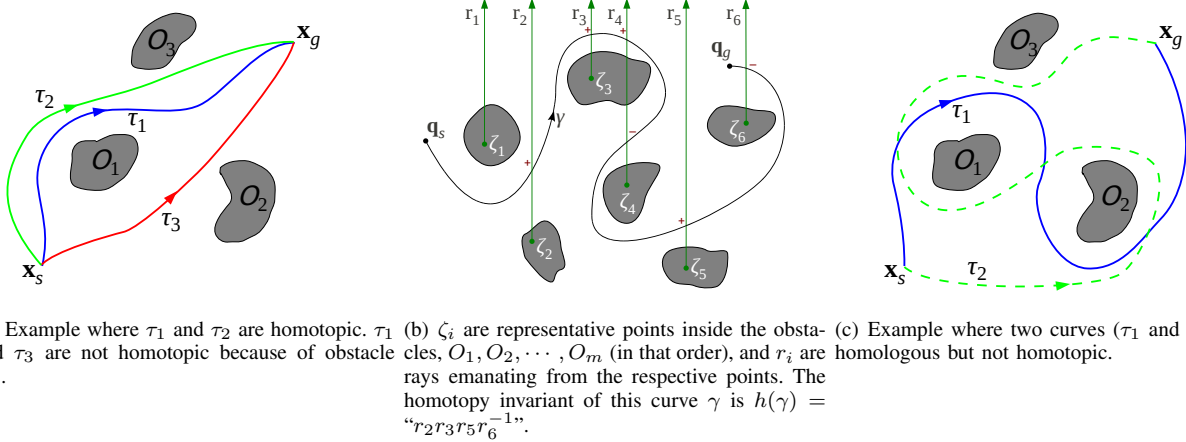 O3
xg
τ2
τ1
O1
O2
τ3
xs
r1 r2 r3 r4 r5 r6
+ +
qg
−
ζ3
qs
γ
ζ1
ζ6
−
+
ζ4
+
ζ2
ζ5
O3
xg
τ1
O1
O2
xs
τ2
Example where τ1 and τ2 are homotopic. τ1
τ3 are not homotopic because of obstacle
.
(b) ζi are representative points inside the obsta-
cles, O1, O2, · · · , Om (in that order), and ri are
rays emanating from the respective points. The
homotopy invariant of this curve γ is h(γ) =
“r2r3r5r6^−1”.
(c) Example where two curves (τ1 and
homologous but not homotopic.